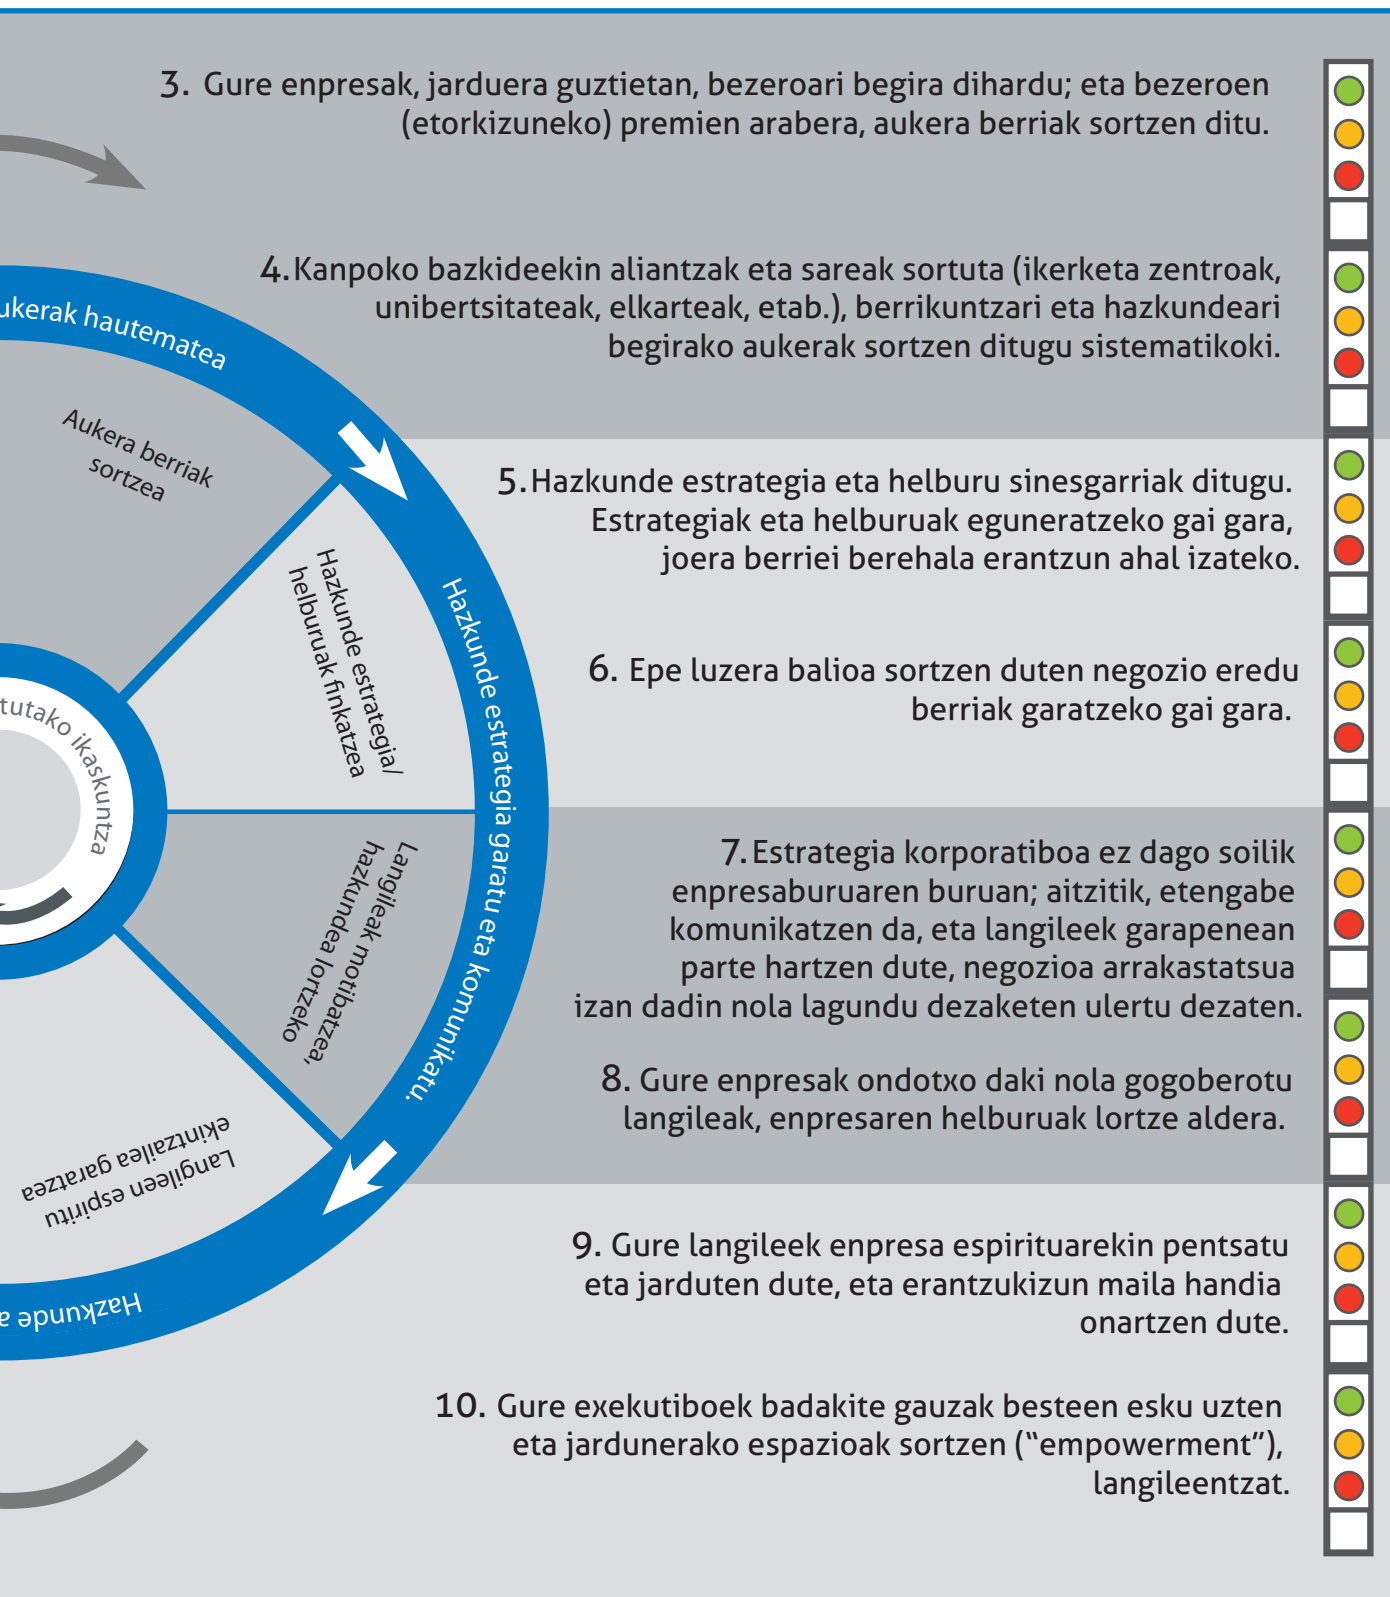 3. Gure enpresak, jarduera guztietan, bezeroari begira dihardu; eta bezeroen
(etorkizuneko) premien arabera, aukera berriak sortzen ditu.
4. Kanpoko bazkideekin aliantzak eta sareak sortuta (ikerketa zentroak,
unibertsitateak, elkarteak, etab.), berrikuntzari eta hazkundeari
begirako aukerak sortzen ditugu sistematikoki.
ukerak hautematea
Aukera berriak
sortzea
5. Hazkunde estrategia eta helburu sinesgarriak ditugu.
Estrategiak eta helburuak eguneratzeko gai gara,
joera berriei berehala erantzun ahal izateko.
Hazkunde estrategia/
helburuak finkatzea
Hazkunde estrategia garatu eta komunikatu.
6. Epe luzera balioa sortzen duten negozio eredu
berriak garatzeko gai gara.
tutako ikaskuntza
7. Estrategia korporatiboa ez dago soilik
enpresaburuaren buruan; aitzitik, etengabe
komunikatzen da, eta langileek garapenean
parte hartzen dute, negozioa arrakastatsua
izan dadin nola lagundu dezaketen ulertu dezaten.
Langileak motibatzea,
hazkundea lortzeko
8. Gure enpresak ondotxo daki nola gogoberotu
langileak, enpresaren helburuak lortze aldera.
Langileen espiritu
ekintzailea garatzea
9. Gure langileek enpresa espirituarekin pentsatu
eta jarduten dute, eta erantzukizun maila handia
onartzen dute.
Hazkunde a
10. Gure exekutiboek badakite gauzak besteen esku uzten
eta jardunerako espazioak sortzen (“empowerment”),
langileentzat.